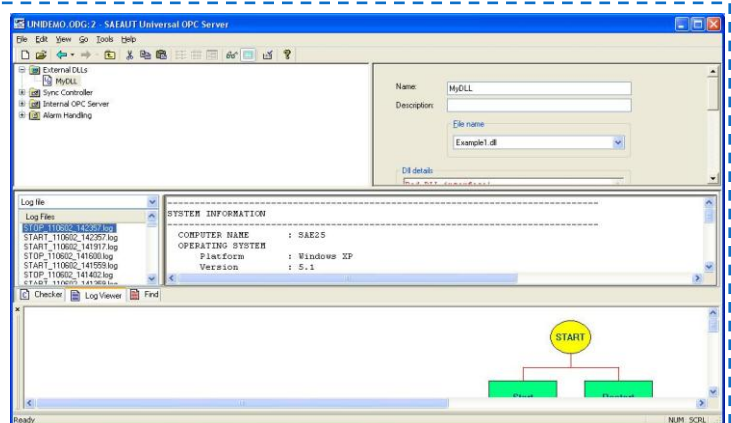 UNIDEMO.ODG:2 - SAEAUT Universal OPC Server
File Edit View Go Tools Help
External DLLs
MyDLL
Sync Controller
Internal OPC Server
Alarm Handling
Name: MyDLL
Description:
File name
Example1.dll
Dll details
Log file
Log Files
STOP_110602_142357.log
START_110602_142357.log
START_110602_141917.log
STOP_110602_141600.log
START_110602_141559.log
STOP_110602_141402.log
SYSTEM INFORMATION
COMPUTER NAME : SAE25
OPERATING SYSTEM
Platform : Windows XP
Version : 5.1
Checker Log Viewer Find
START
Start Restart
Ready NUM SCRL